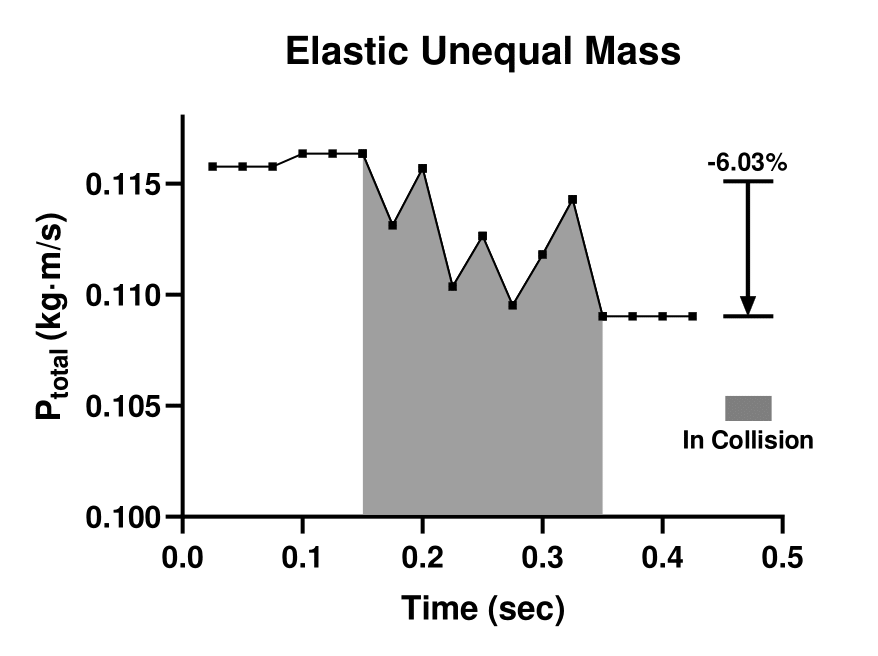 Elastic Unequal Mass
-6.03%
0.115
0.110
0.105
0.100
P_total (kg·m/s)
In Collision
0.0 0.1 0.2 0.3 0.4 0.5
Time (sec)